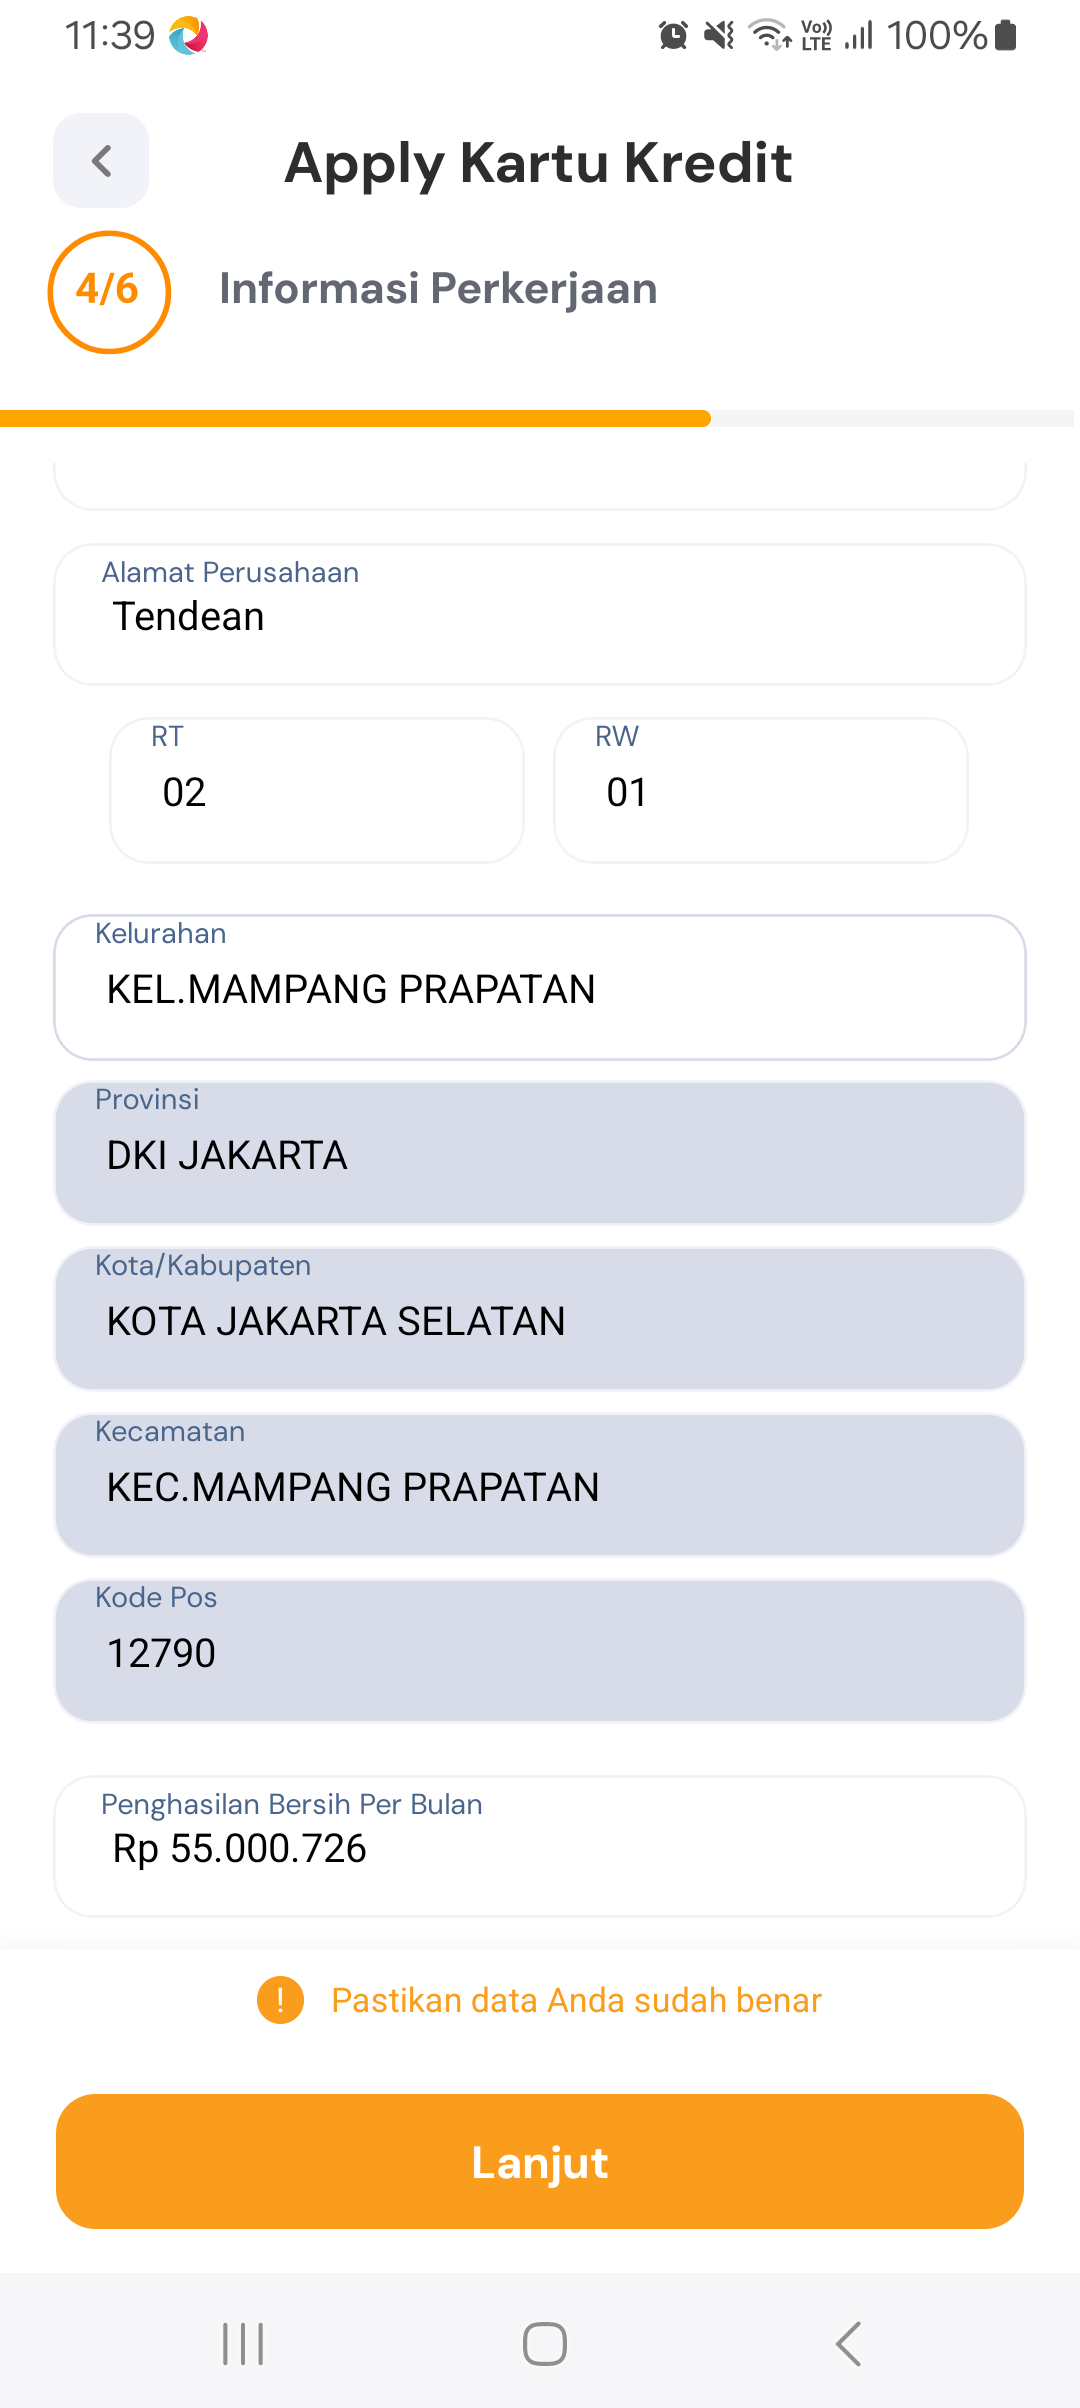 11:39
Vo)) LTE
100%
Apply Kartu Kredit
4/6
Informasi Perkerjaan
Alamat Perusahaan
Tendean
RT
RW
02
01
Kelurahan
KEL.MAMPANG PRAPATAN
Provinsi
DKI JAKARTA
Kota/Kabupaten
KOTA JAKARTA SELATAN
Kecamatan
KEC.MAMPANG PRAPATAN
Kode Pos
12790
Penghasilan Bersih Per Bulan
Rp 55.000.726
! Pastikan data Anda sudah benar
Lanjut